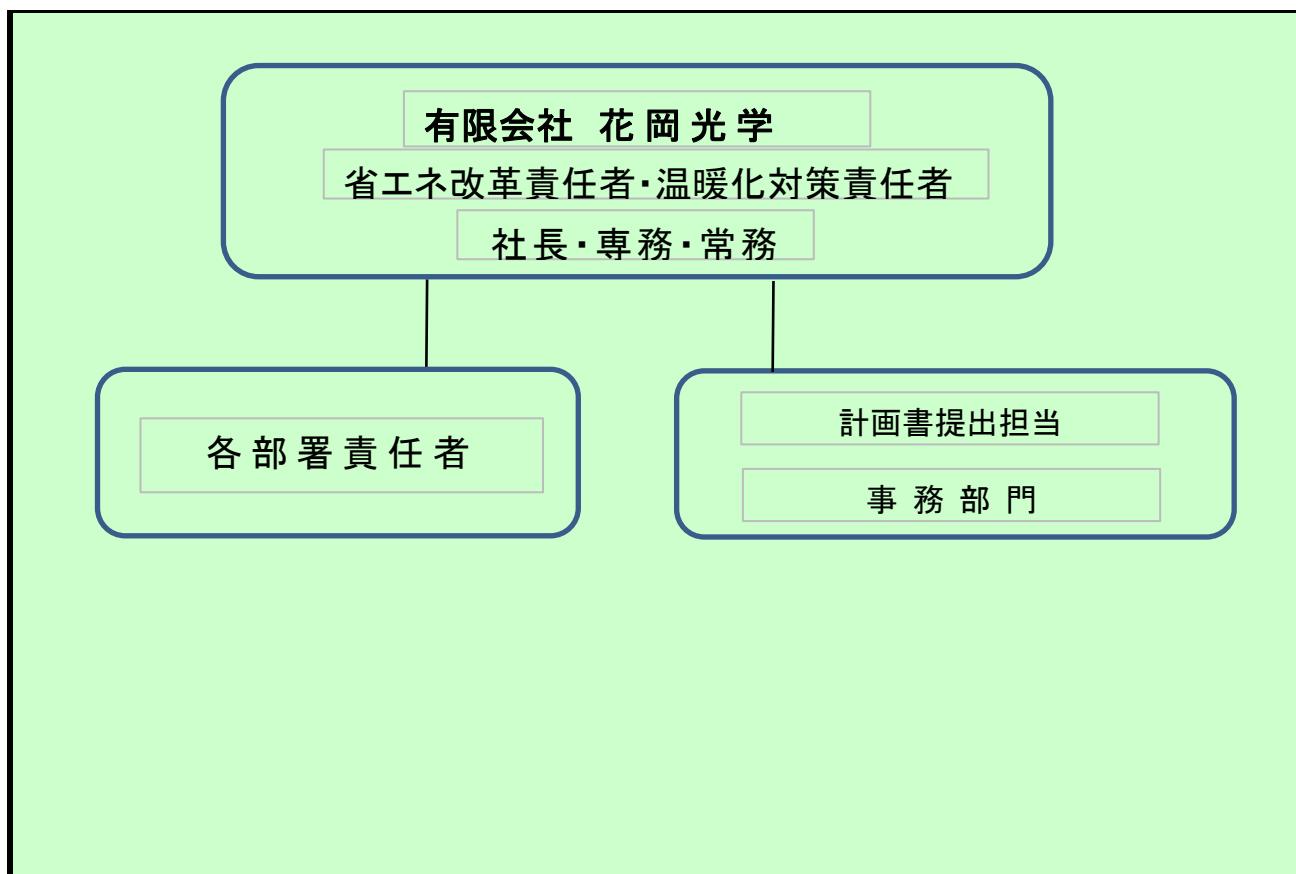 有限会社 花岡光学
省エネ改革責任者・温暖化対策責任者
社長・専務・常務
各部署責任者
計画書提出担当
事務部門